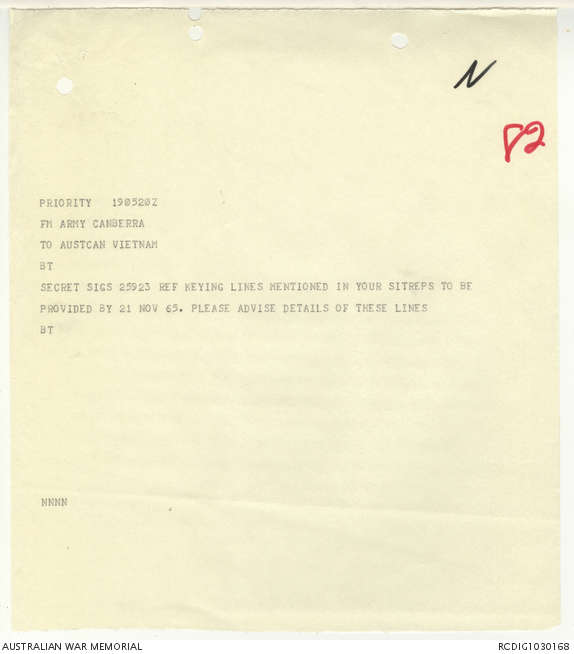 N
82
PRIORITY 190520Z
FM ARMY CANBERRA
TO AUSTCAN VIETNAM
BT
SECRET SIGS 25923 REF KEYING LINES MENTIONED IN YOUR SITREPS TO BE
PROVIDED BY 21 NOV 65. PLEASE ADVISE DETAILS OF THESE LINES
BT
NNNN
AUSTRALIAN WAR MEMORIAL
RCDIG1030168